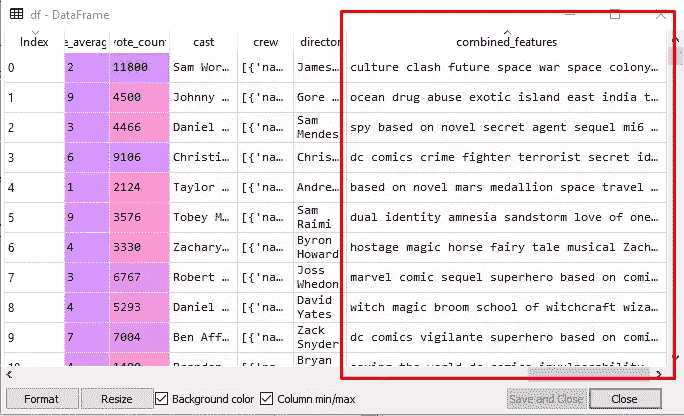 df - DataFrame
Index e_averag vote_count cast crew director combined_features
0 2 11800 Sam Wor… [{'na… James… culture clash future space war space colony…
1 9 4500 Johnny … [{'na… Gore … ocean drug abuse exotic island east india t…
2 3 4466 Daniel … [{'na… Sam Mendes spy based on novel secret agent sequel mi6 …
3 6 9106 Christi… [{'na… Chris… dc comics crime fighter terrorist secret id…
4 1 2124 Taylor … [{'na… Andre… based on novel mars medallion space travel …
5 9 3576 Tobey M… [{'na… Sam Raimi dual identity amnesia sandstorm love of one…
6 4 3330 Zachary… [{'na… Byron Howard hostage magic horse fairy tale musical Zach…
7 3 6767 Robert … [{'na… Joss Whedon marvel comic sequel superhero based on comi…
8 4 5293 Daniel … [{'na… David Yates witch magic broom school of witchcraft wiza…
9 7 7004 Ben Aff… [{'na… Zack Snyder dc comics vigilante superhero based on comi…
Bryan
Format Resize Background color Column min/max Save and Close Close